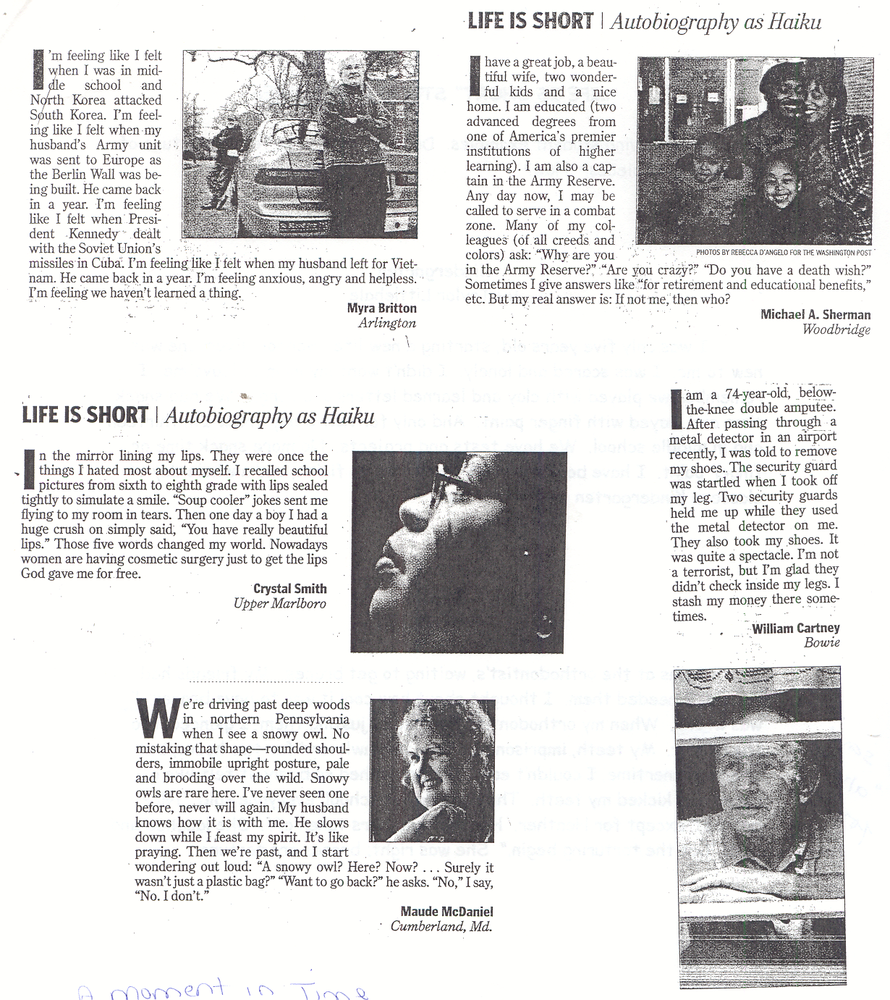 LIFE IS SHORT | Autobiography as Haiku
I'm feeling like I felt
when I was in mid-
dle school and
North Korea attacked
South Korea. I'm feel-
ing like I felt when my
husband's Army unit
was sent to Europe as
the Berlin Wall was be-
ing built. He came back
in a year. I'm feeling
like I felt when Presi-
dent Kennedy dealt
with the Soviet Union's
missiles in Cuba. I'm feeling like I felt when my husband left for Viet-
nam. He came back in a year. I'm feeling anxious, angry and helpless.
I'm feeling we haven't learned a thing.
Myra Britton
Arlington
I have a great job, a beau-
tiful wife, two wonder-
ful kids and a nice
home. I am educated (two
advanced degrees from
one of America's premier
institutions of higher
learning). I am also a cap-
tain in the Army Reserve.
Any day now, I may be
called to serve in a combat
zone. Many of my col-
leagues (of all creeds and
colors) ask: "Why are you
in the Army Reserve?" "Are you crazy?" "Do you have a death wish?"
Sometimes I give answers like "for retirement and educational benefits,"
etc. But my real answer is: If not me, then who?
PHOTOS BY REBECCA D'ANGELO FOR THE WASHINGTON POST
Michael A. Sherman
Woodbridge
LIFE IS SHORT | Autobiography as Haiku
In the mirror lining my lips. They were once the
things I hated most about myself. I recalled school
pictures from sixth to eighth grade with lips sealed
tightly to simulate a smile. "Soup cooler" jokes sent me
flying to my room in tears. Then one day a boy I had a
huge crush on simply said, "You have really beautiful
lips." Those five words changed my world. Nowadays
women are having cosmetic surgery just to get the lips
God gave me for free.
Crystal Smith
Upper Marlboro
I am a 74-year-old, below-
the-knee double amputee.
After passing through a
metal detector in an airport
recently, I was told to remove
my shoes. The security guard
was startled when I took off
my leg. Two security guards
held me up while they used
the metal detector on me.
They also took my shoes. It
was quite a spectacle. I'm not
a terrorist, but I'm glad they
didn't check inside my legs. I
stash my money there some-
times.
William Cartney
Bowie
We're driving past deep woods
in northern Pennsylvania
when I see a snowy owl. No
mistaking that shape—rounded shoul-
ders, immobile upright posture, pale
and brooding over the wild. Snowy
owls are rare here. I've never seen one
before, never will again. My husband
knows how it is with me. He slows
down while I feast my spirit. It's like
praying. Then we're past, and I start
wondering out loud: "A snowy owl? Here? Now? . . . Surely it
wasn't just a plastic bag?" "Want to go back?" he asks. "No," I say,
"No. I don't."
Maude McDaniel
Cumberland, Md.
A moment in Time